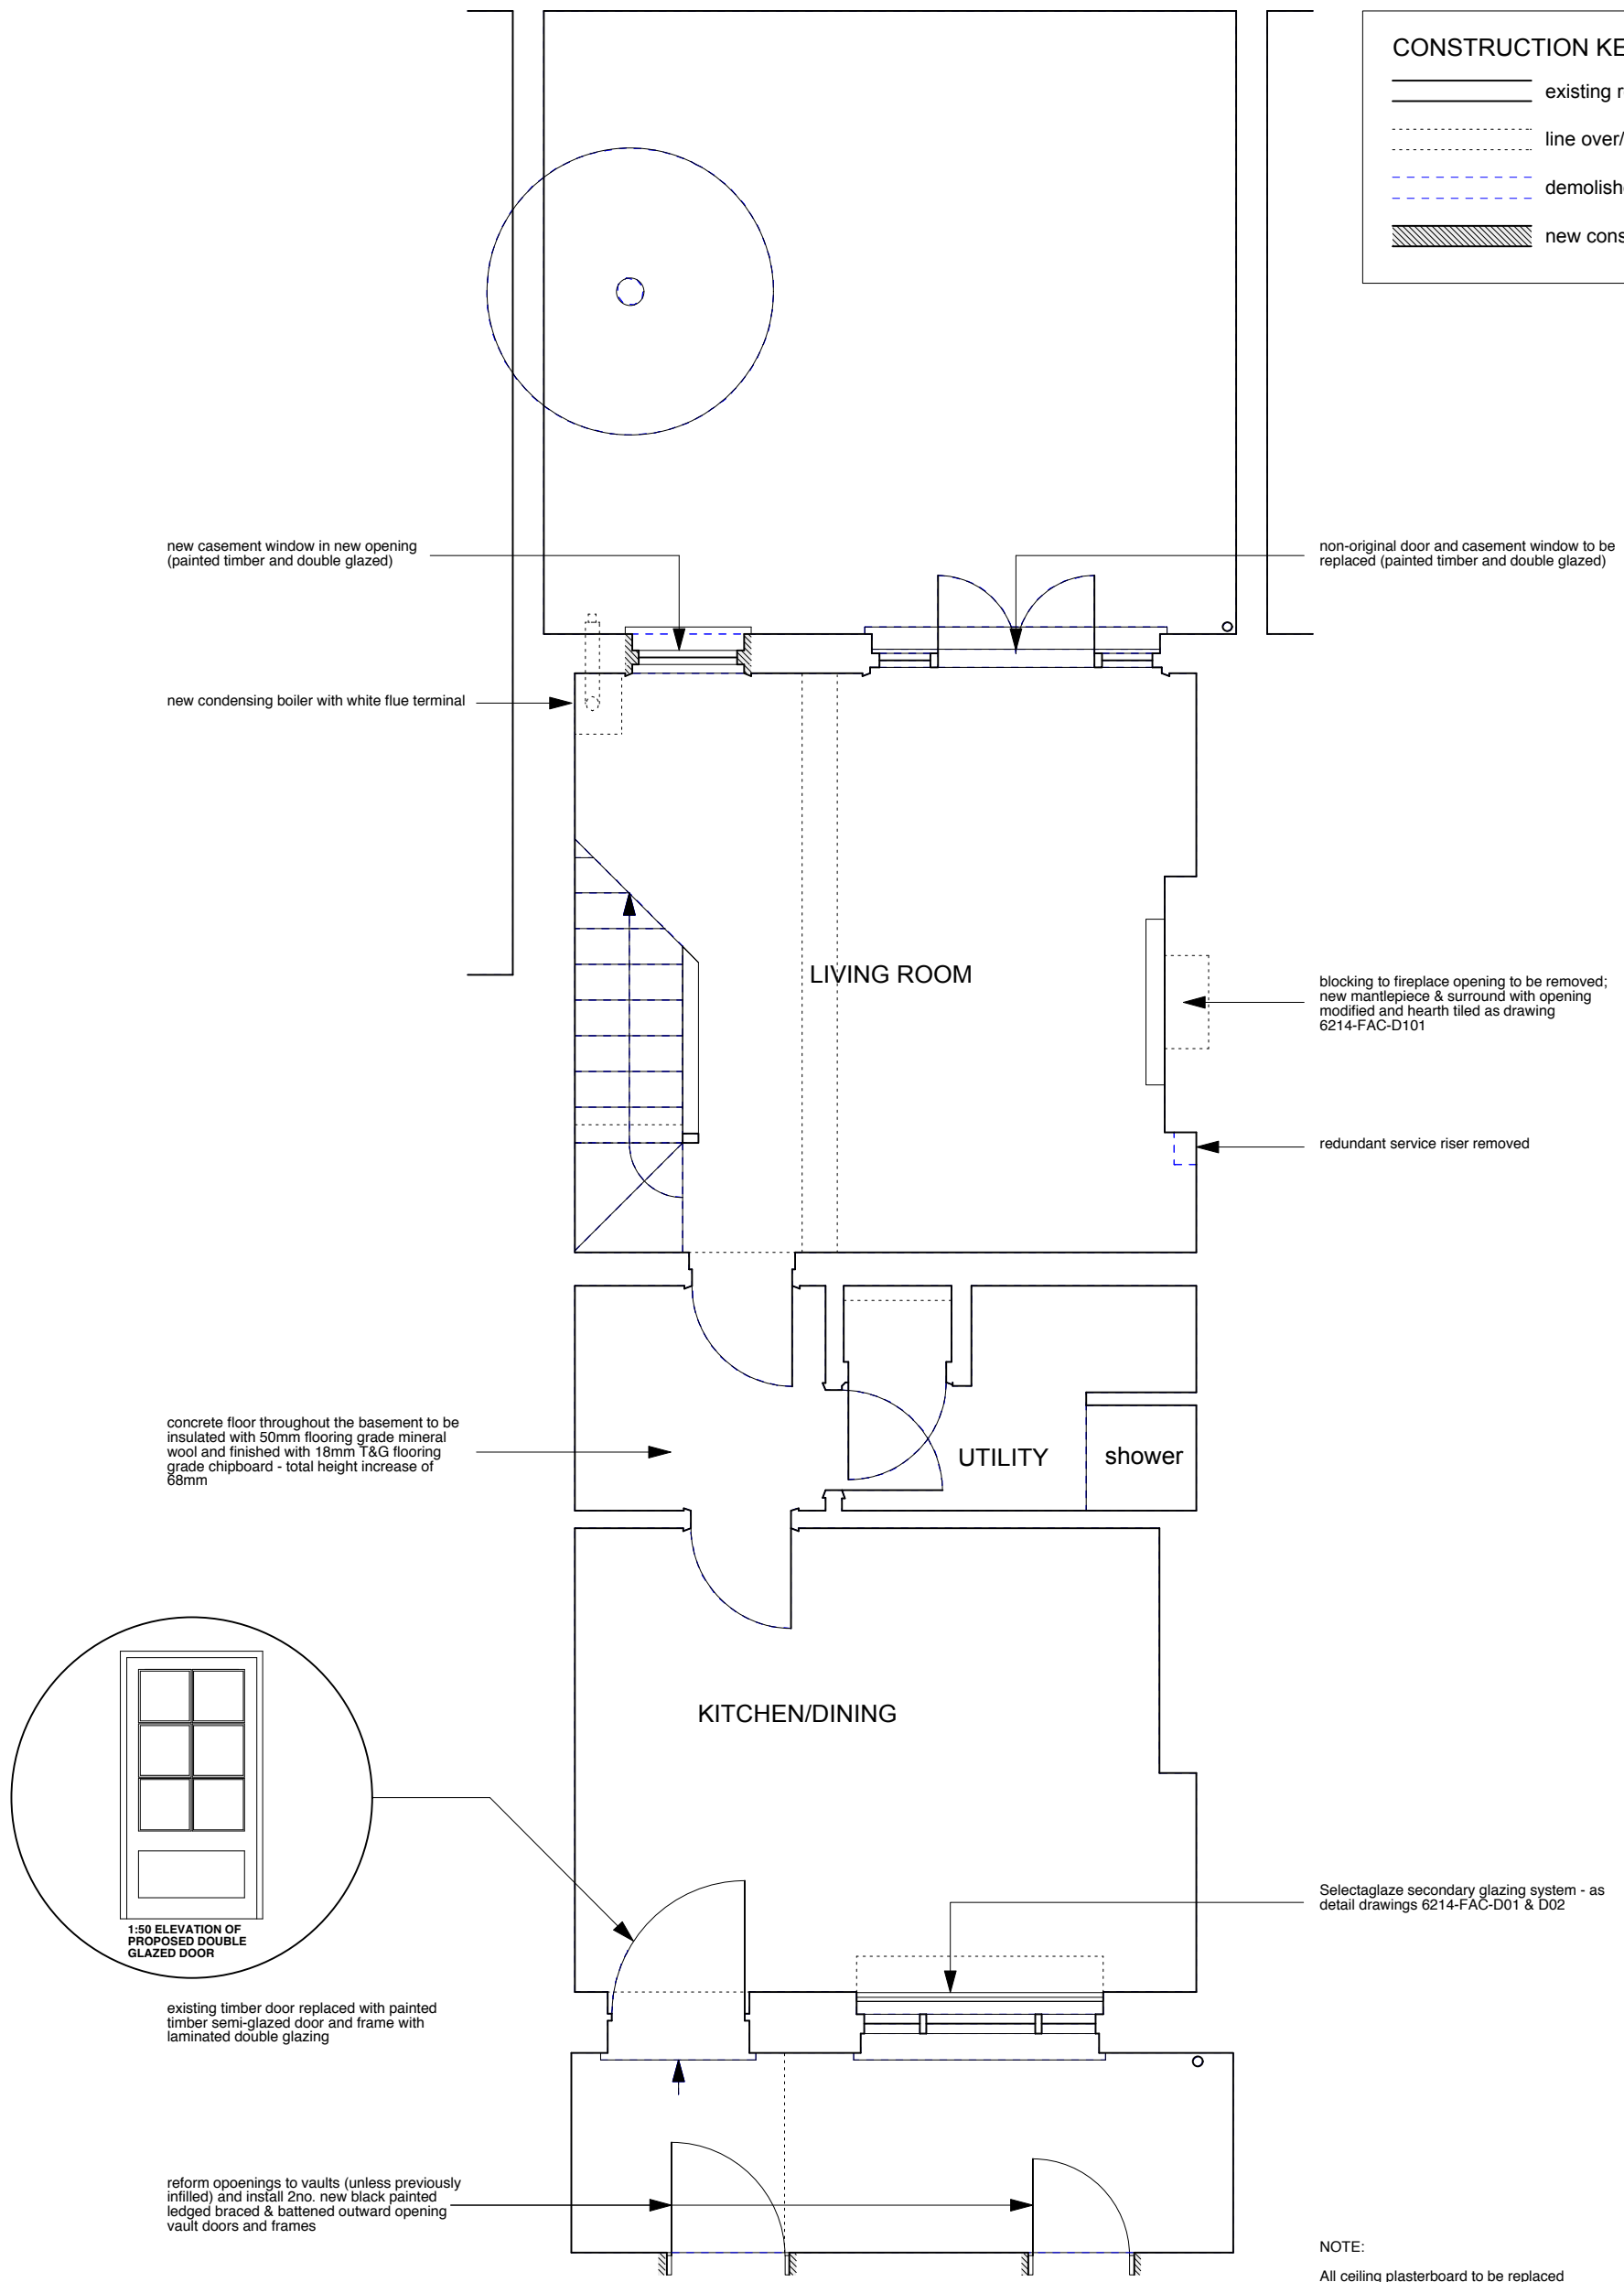 CONSTRUCTION KE
existing r
line over/
demolish
new cons
new casement window in new opening
(painted timber and double glazed)
non-original door and casement window to be
replaced (painted timber and double glazed)
new condensing boiler with white flue terminal
LIVING ROOM
blocking to fireplace opening to be removed;
new mantlepiece & surround with opening
modified and hearth tiled as drawing
6214-FAC-D101
redundant service riser removed
concrete floor throughout the basement to be
insulated with 50mm flooring grade mineral
wool and finished with 18mm T&G flooring
grade chipboard - total height increase of
68mm
UTILITY
shower
KITCHEN/DINING
1:50 ELEVATION OF
PROPOSED DOUBLE
GLAZED DOOR
Selectaglaze secondary glazing system - as
detail drawings 6214-FAC-D01 & D02
existing timber door replaced with painted
timber semi-glazed door and frame with
laminated double glazing
reform opoenings to vaults (unless previously
infilled) and install 2no. new black painted
ledged braced & battened outward opening
vault doors and frames
NOTE:
All ceiling plasterboard to be replaced